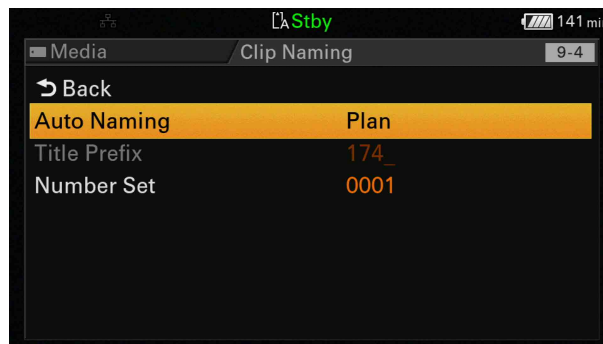 A Stby 141 mi
Media Clip Naming 9-4
Back
Auto Naming Plan
Title Prefix 174_
Number Set 0001